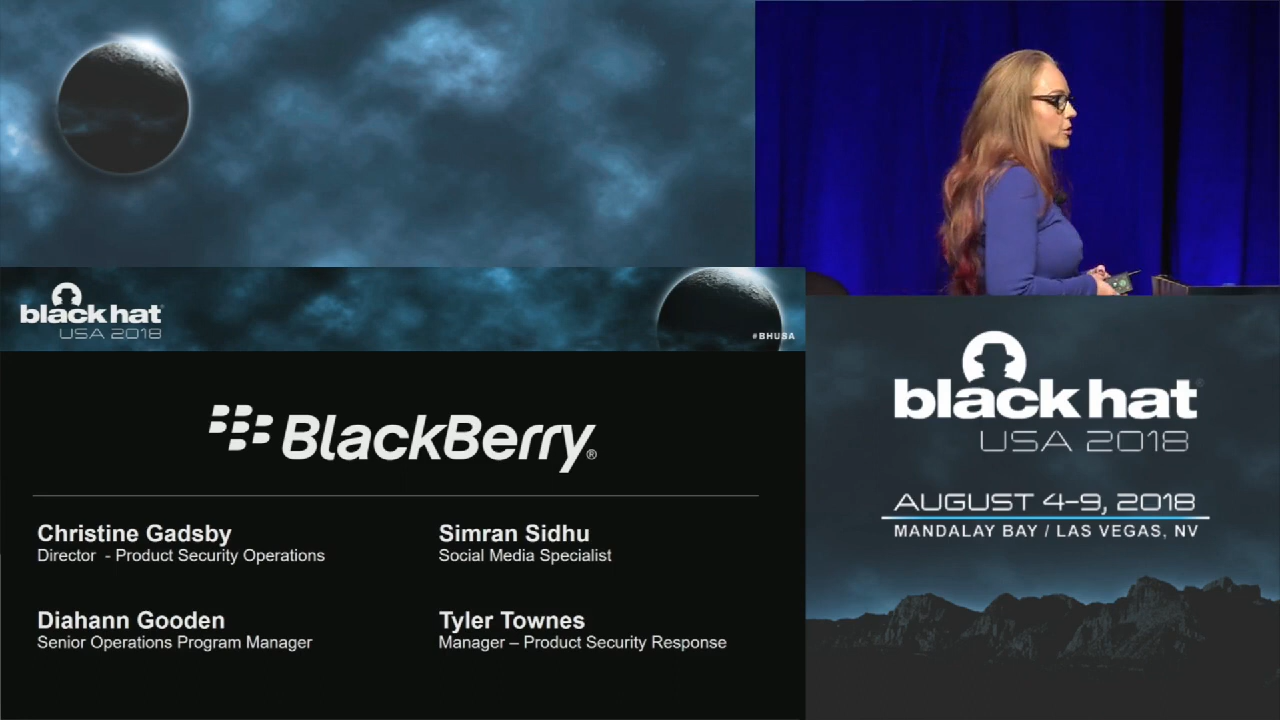 black hat
USA 2018
#BHUSA
BlackBerry®
Christine Gadsby
Director - Product Security Operations
Simran Sidhu
Social Media Specialist
Diahann Gooden
Senior Operations Program Manager
Tyler Townes
Manager – Product Security Response
black hat
USA 2018
AUGUST 4-9, 2018
MANDALAY BAY / LAS VEGAS, NV